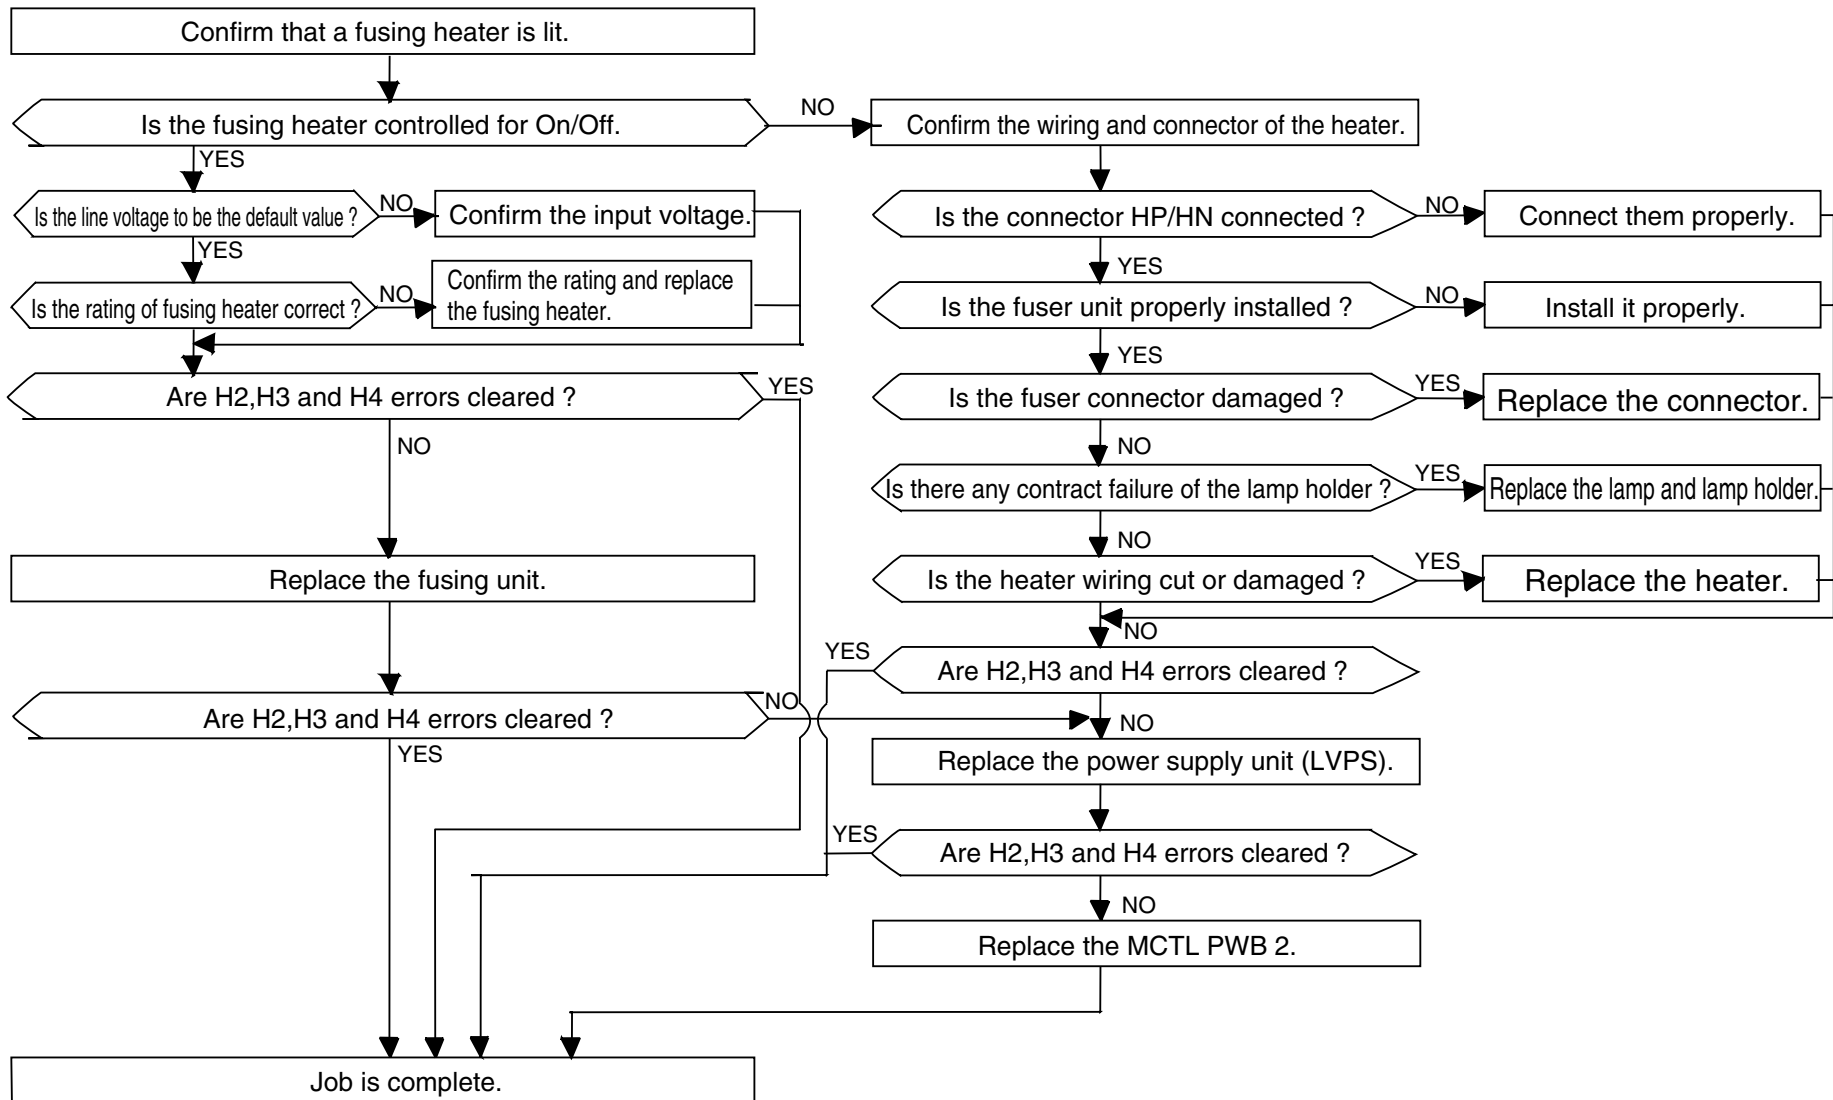 Confirm that a fusing heater is lit.
Is the fusing heater controlled for On/Off.
NO
Confirm the wiring and connector of the heater.
YES
Is the line voltage to be the default value ?
NO
Confirm the input voltage.
Is the connector HP/HN connected ?
NO
Connect them properly.
YES
YES
Is the rating of fusing heater correct ?
NO
Confirm the rating and replace
the fusing heater.
Is the fuser unit properly installed ?
NO
Install it properly.
YES
Are H2,H3 and H4 errors cleared ?
YES
Is the fuser connector damaged ?
YES
Replace the connector.
NO
NO
Is there any contract failure of the lamp holder ?
YES
Replace the lamp and lamp holder.
NO
Replace the fusing unit.
Is the heater wiring cut or damaged ?
YES
Replace the heater.
NO
YES
Are H2,H3 and H4 errors cleared ?
Are H2,H3 and H4 errors cleared ?
NO
NO
YES
Replace the power supply unit (LVPS).
YES
Are H2,H3 and H4 errors cleared ?
NO
Replace the MCTL PWB 2.
Job is complete.